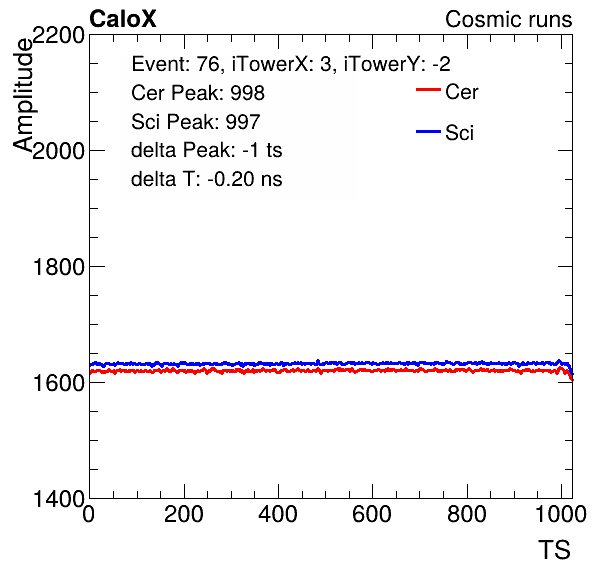 CaloX Cosmic runs
Amplitude
2200
2000
1800
1600
1400
Event: 76, iTowerX: 3, iTowerY: -2
Cer Peak: 998
Sci Peak: 997
delta Peak: -1 ts
delta T: -0.20 ns
Cer
Sci
0 200 400 600 800 1000
TS